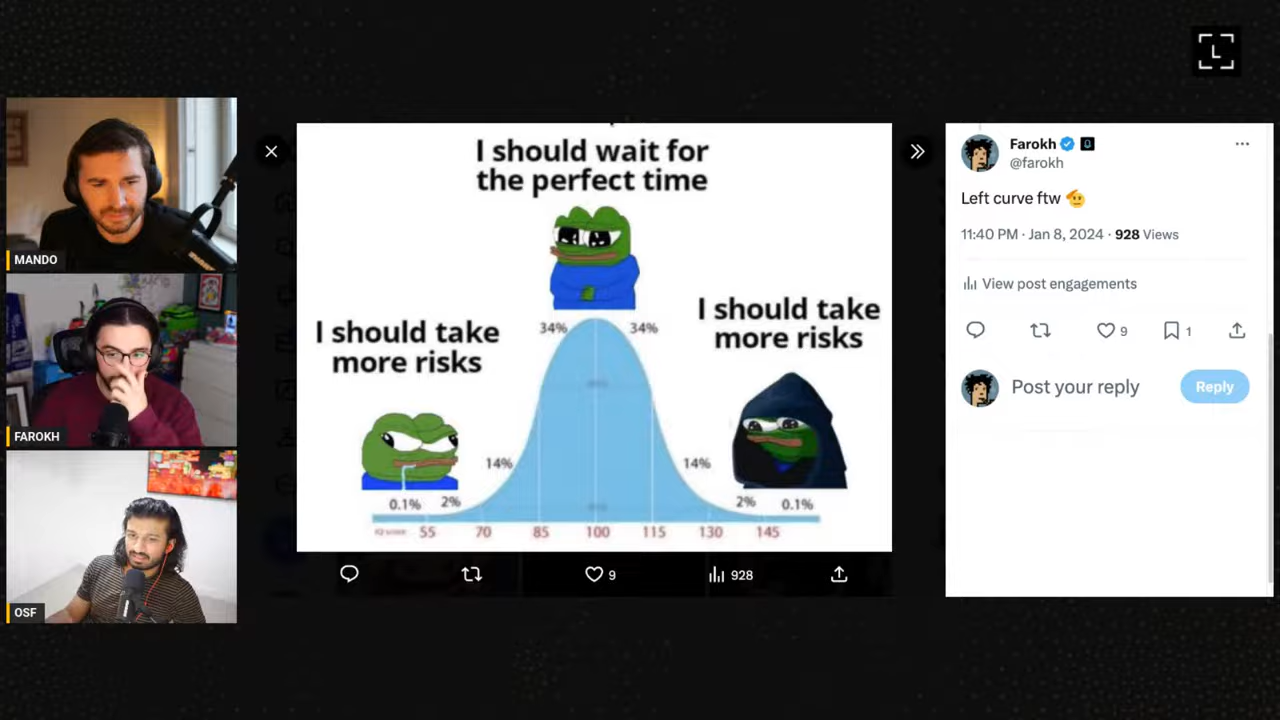 L
MANDO
FAROKH
OSF
I should wait for
the perfect time
I should take
more risks
I should take
more risks
34%
34%
14%
14%
0.1%
2%
2%
0.1%
IQ score
55
70
85
100
115
130
145
9
928
Farokh
@farokh
Left curve ftw 🫡
11:40 PM · Jan 8, 2024 · 928 Views
View post engagements
9
1
Post your reply
Reply